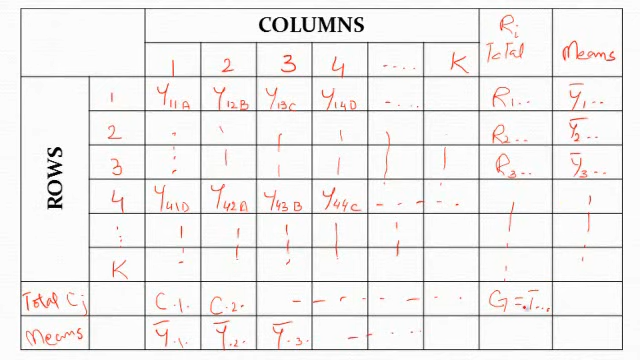 COLUMNS R_i
Total Means
1 2 3 4 .... K
1 Y11A Y12B Y13C Y14D .... R1.. Ȳ1..
2 R2.. Ȳ2..
3 R3.. Ȳ3..
ROWS
4 Y41D Y42A Y43B Y44C
K
Total Cj C.1. C.2. G =
Means Ȳ.1. Ȳ.2. Ȳ.3.